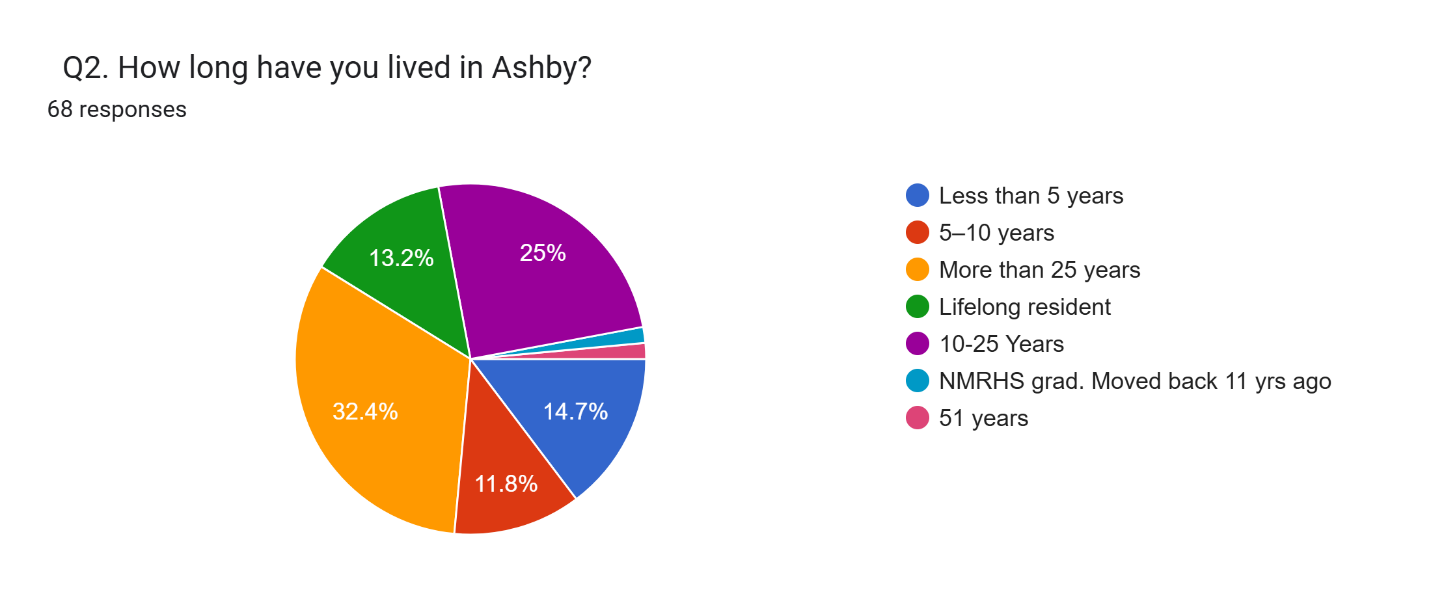 Q2. How long have you lived in Ashby?
68 responses
13.2%
25%
32.4%
14.7%
11.8%
Less than 5 years
5–10 years
More than 25 years
Lifelong resident
10-25 Years
NMRHS grad. Moved back 11 yrs ago
51 years